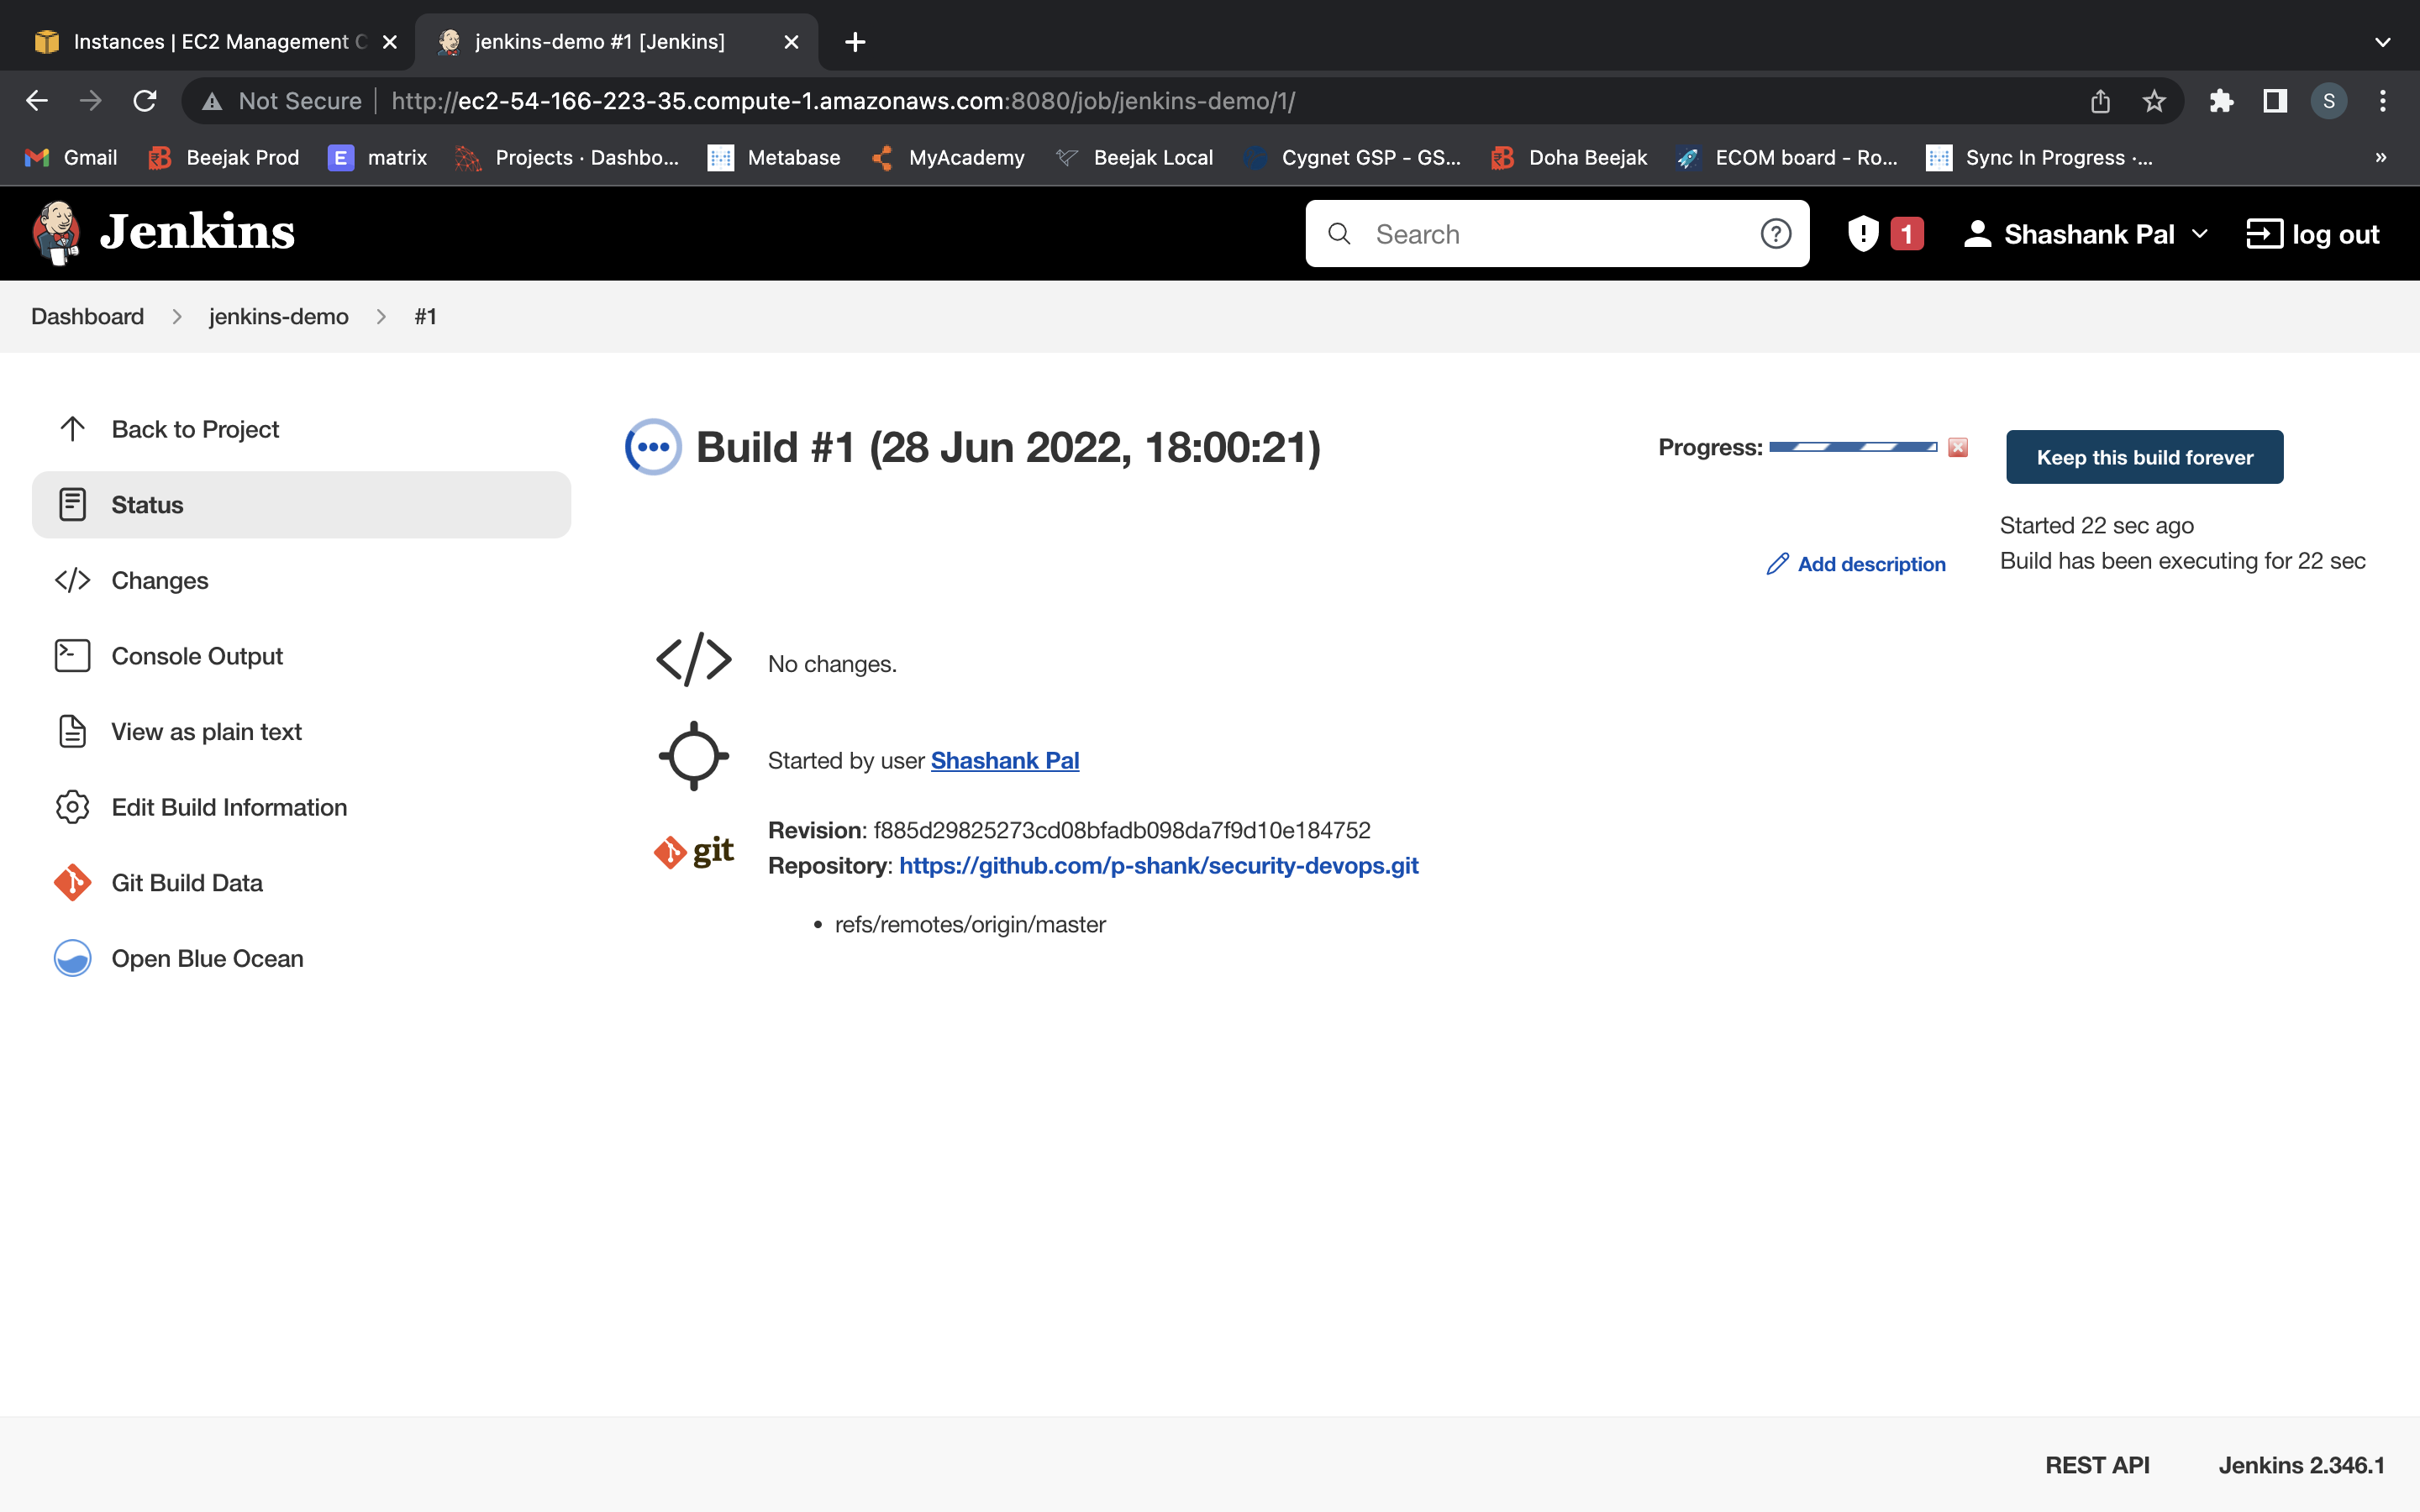 Instances | EC2 Management C
jenkins-demo #1 [Jenkins]
Not Secure
http://ec2-54-166-223-35.compute-1.amazonaws.com:8080/job/jenkins-demo/1/
S
Gmail
Beejak Prod
E
matrix
Projects · Dashbo...
Metabase
MyAcademy
Beejak Local
Cygnet GSP - GS...
Doha Beejak
ECOM board - Ro...
Sync In Progress ·...
»
Jenkins
Search
?
1
Shashank Pal
log out
Dashboard
jenkins-demo
#1
Back to Project
Status
Changes
Console Output
View as plain text
Edit Build Information
Git Build Data
Open Blue Ocean
Build #1 (28 Jun 2022, 18:00:21)
Progress:
Keep this build forever
Started 22 sec ago
Build has been executing for 22 sec
Add description
No changes.
Started by user Shashank Pal
git
Revision: f885d29825273cd08bfadb098da7f9d10e184752
Repository: https://github.com/p-shank/security-devops.git
• refs/remotes/origin/master
REST API
Jenkins 2.346.1